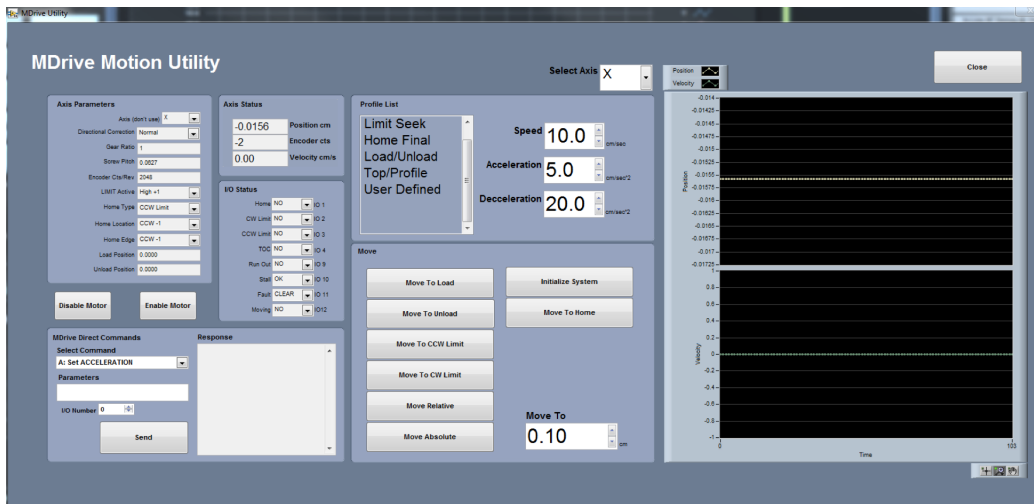 MDrive Utility
MDrive Motion Utility
Select Axis X
Close
Axis Parameters
Axis (don't use) X
Directional Correction Normal
Gear Ratio 1
Screw Pitch 0.0827
Encoder Cts/Rev 2048
LIMIT Active High +1
Home Type CCW Limit
Home Location CCW -1
Home Edge CCW -1
Load Position 0.0000
Unload Position 0.0000
Disable Motor
Enable Motor
Axis Status
-0.0156 Position cm
-2 Encoder cts
0.00 Velocity cm/s
I/O Status
Home NO IO 1
CW Limit NO IO 2
CCW Limit NO IO 3
TOC NO IO 4
Run Out NO IO 9
Stall OK IO 10
Fault CLEAR IO 11
Moving NO IO12
MDrive Direct Commands
Select Command
A: Set ACCELERATION
Parameters
I/O Number 0
Send
Response
Profile List
Limit Seek
Home Final
Load/Unload
Top/Profile
User Defined
Speed 10.0 cm/sec
Acceleration 5.0 cm/sec^2
Decceleration 20.0 cm/sec^2
Move
Move To Load
Move To Unload
Move To CCW Limit
Move To CW Limit
Move Relative
Move Absolute
Initialize System
Move To Home
Move To
0.10 cm
Position
Velocity
Position
-0.014
-0.01425
-0.0145
-0.01475
-0.015
-0.01525
-0.0155
-0.01575
-0.016
-0.01625
-0.0165
-0.01675
-0.017
-0.01725
Velocity
1
0.8
0.6
0.4
0.2
0
-0.2
-0.4
-0.6
-0.8
-1
0
103
Time